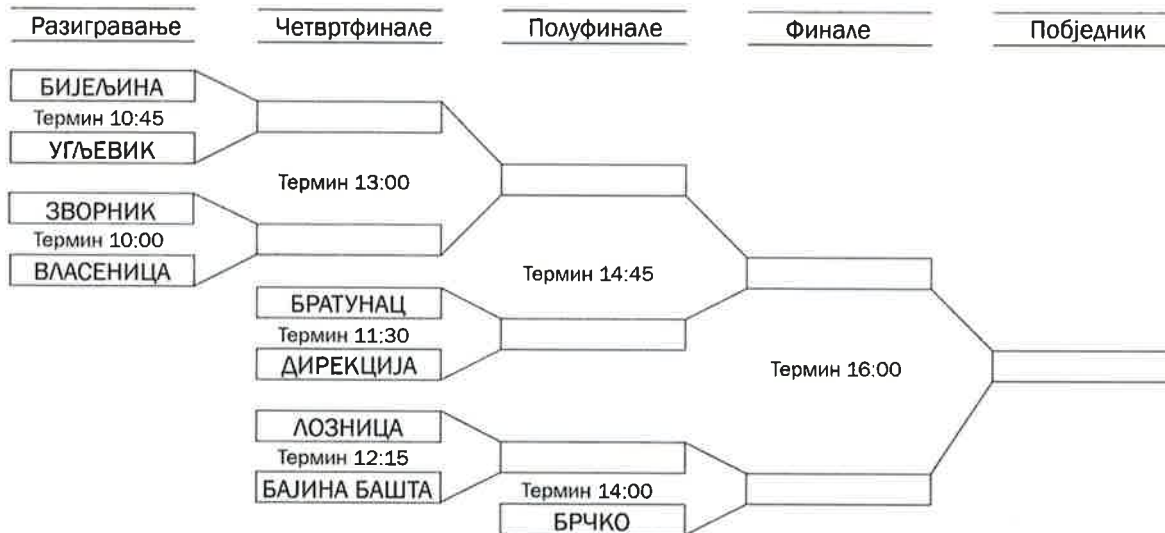 Разигравање
Четвртфинале
Полуфинале
Финале
Побједник
БИЈЕЉИНА
Термин 10:45
УГЉЕВИК
Термин 13:00
ЗВОРНИК
Термин 10:00
ВЛАСЕНИЦА
Термин 14:45
БРАТУНАЦ
Термин 11:30
ДИРЕКЦИЈА
Термин 16:00
ЛОЗНИЦА
Термин 12:15
БАЈИНА БАШТА
Термин 14:00
БРЧКО